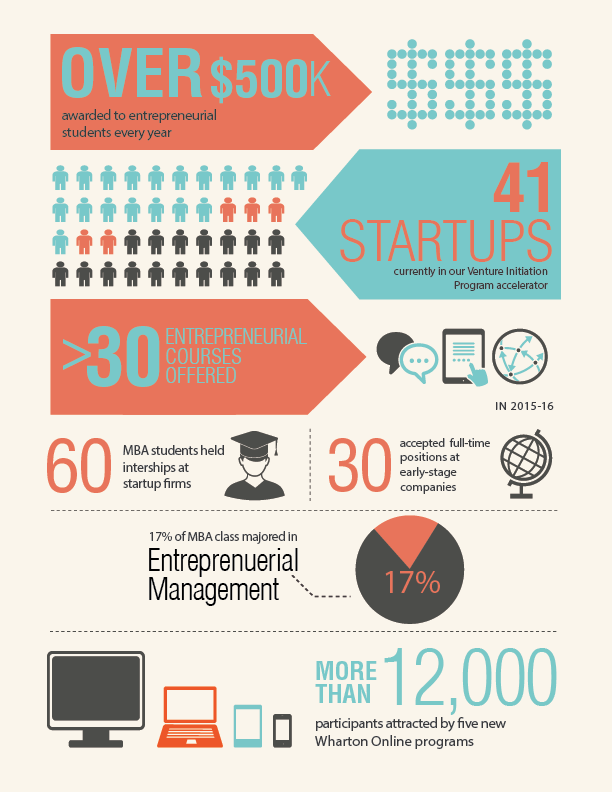 OVER $500K
awarded to entrepreneurial
students every year
41
STARTUPS
currently in our Venture Initiation
Program accelerator
>30
ENTREPRENEURIAL
COURSES
OFFERED
IN 2015-16
60
MBA students held
interships at
startup firms
30
accepted full-time
positions at
early-stage
companies
17% of MBA class majored in
Entreprenuerial
Management
17%
MORE
THAN
12,000
participants attracted by five new
Wharton Online programs